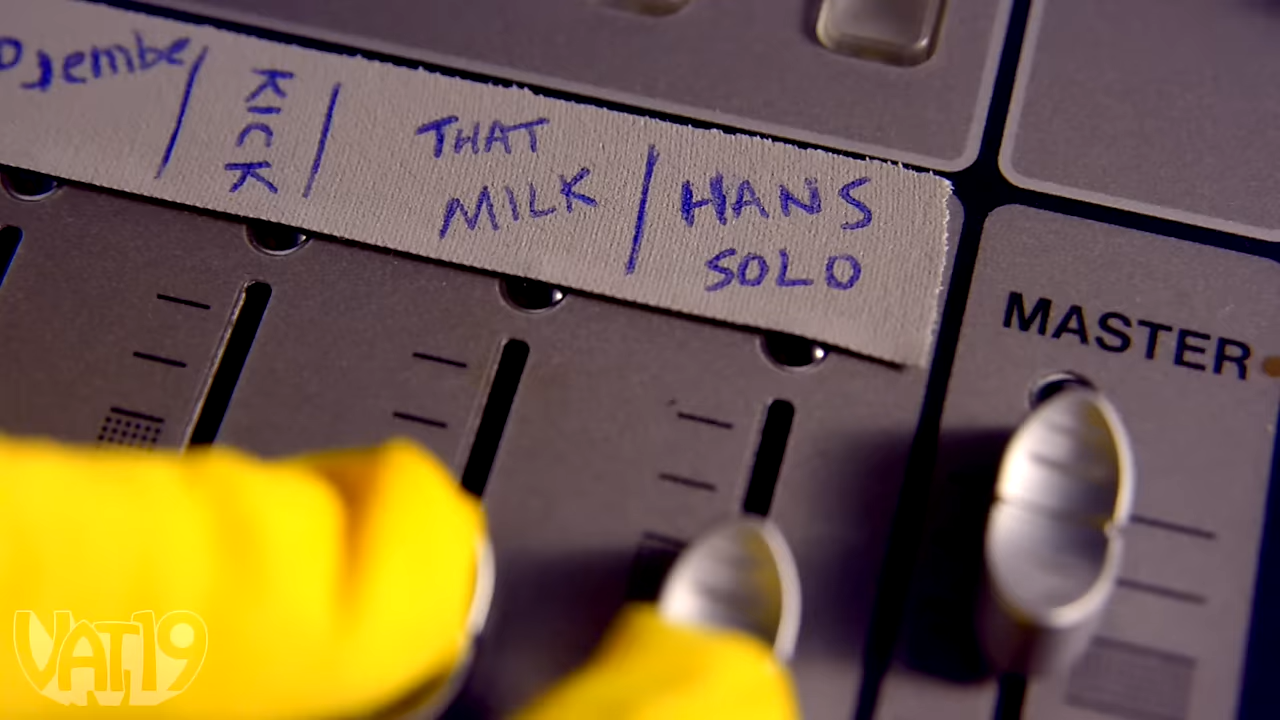 Djembe/
KICK /
THAT
MILK /
HANS
SOLO
MASTER
VAT19